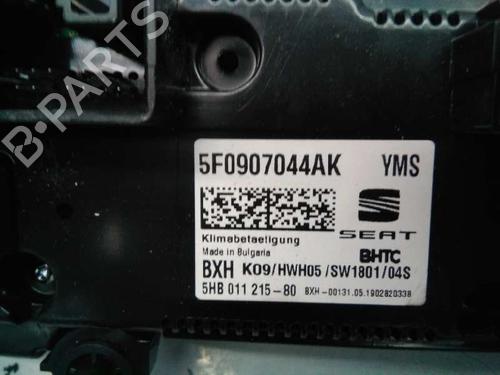 B-PARTS
5F0907044AK YMS
SEAT
Klimabetaetigung
Made in Bulgaria
BHTC
BXH K09/HWH05/SW1801/04S
5HB 011 215-80 BXH-00131.05.1902820338